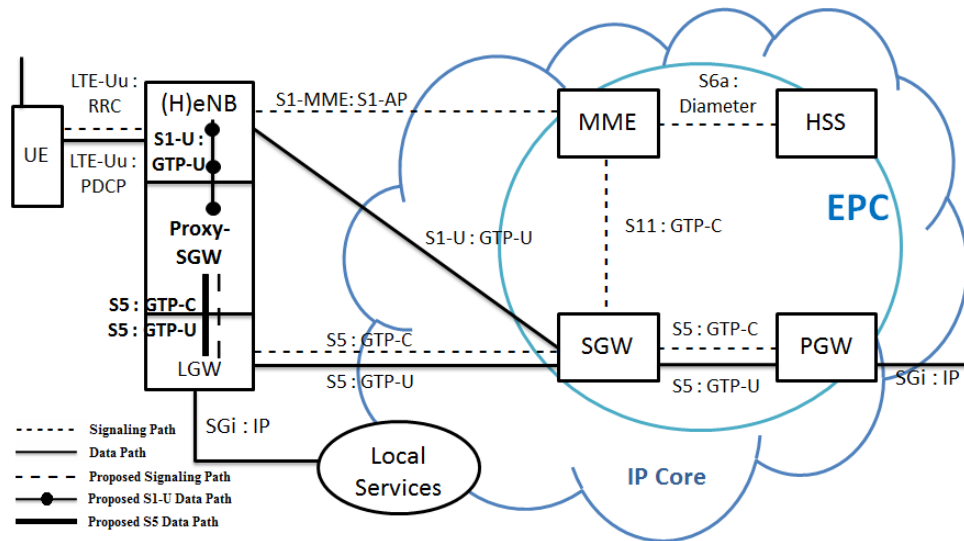 LTE-Uu :
RRC
UE
LTE-Uu :
PDCP
(H)eNB
S1-U :
GTP-U
Proxy-
SGW
S5 : GTP-C
S5 : GTP-U
LGW
S1-MME: S1-AP
S1-U : GTP-U
S5 : GTP-C
S5 : GTP-U
MME
S6a :
Diameter
HSS
EPC
S11 : GTP-C
SGW
S5 : GTP-C
S5 : GTP-U
PGW
SGi : IP
SGi : IP
Local
Services
IP Core
Signaling Path
Data Path
Proposed Signaling Path
Proposed S1-U Data Path
Proposed S5 Data Path